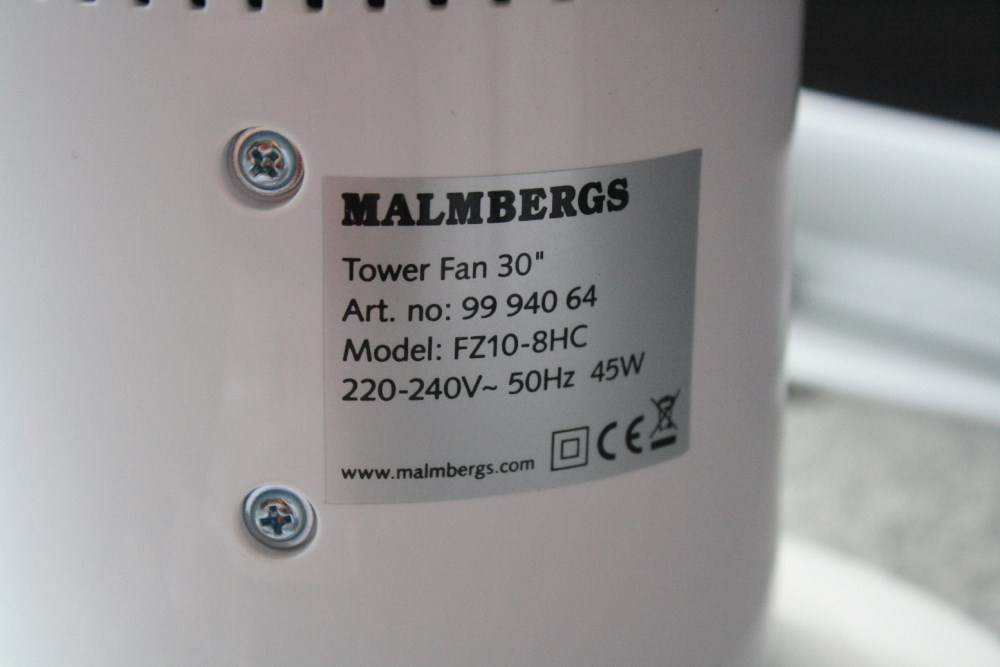 MALMBERGS
Tower Fan 30"
Art. no: 99 940 64
Model: FZ10-8HC
220-240V~ 50Hz 45W
www.malmbergs.com CE